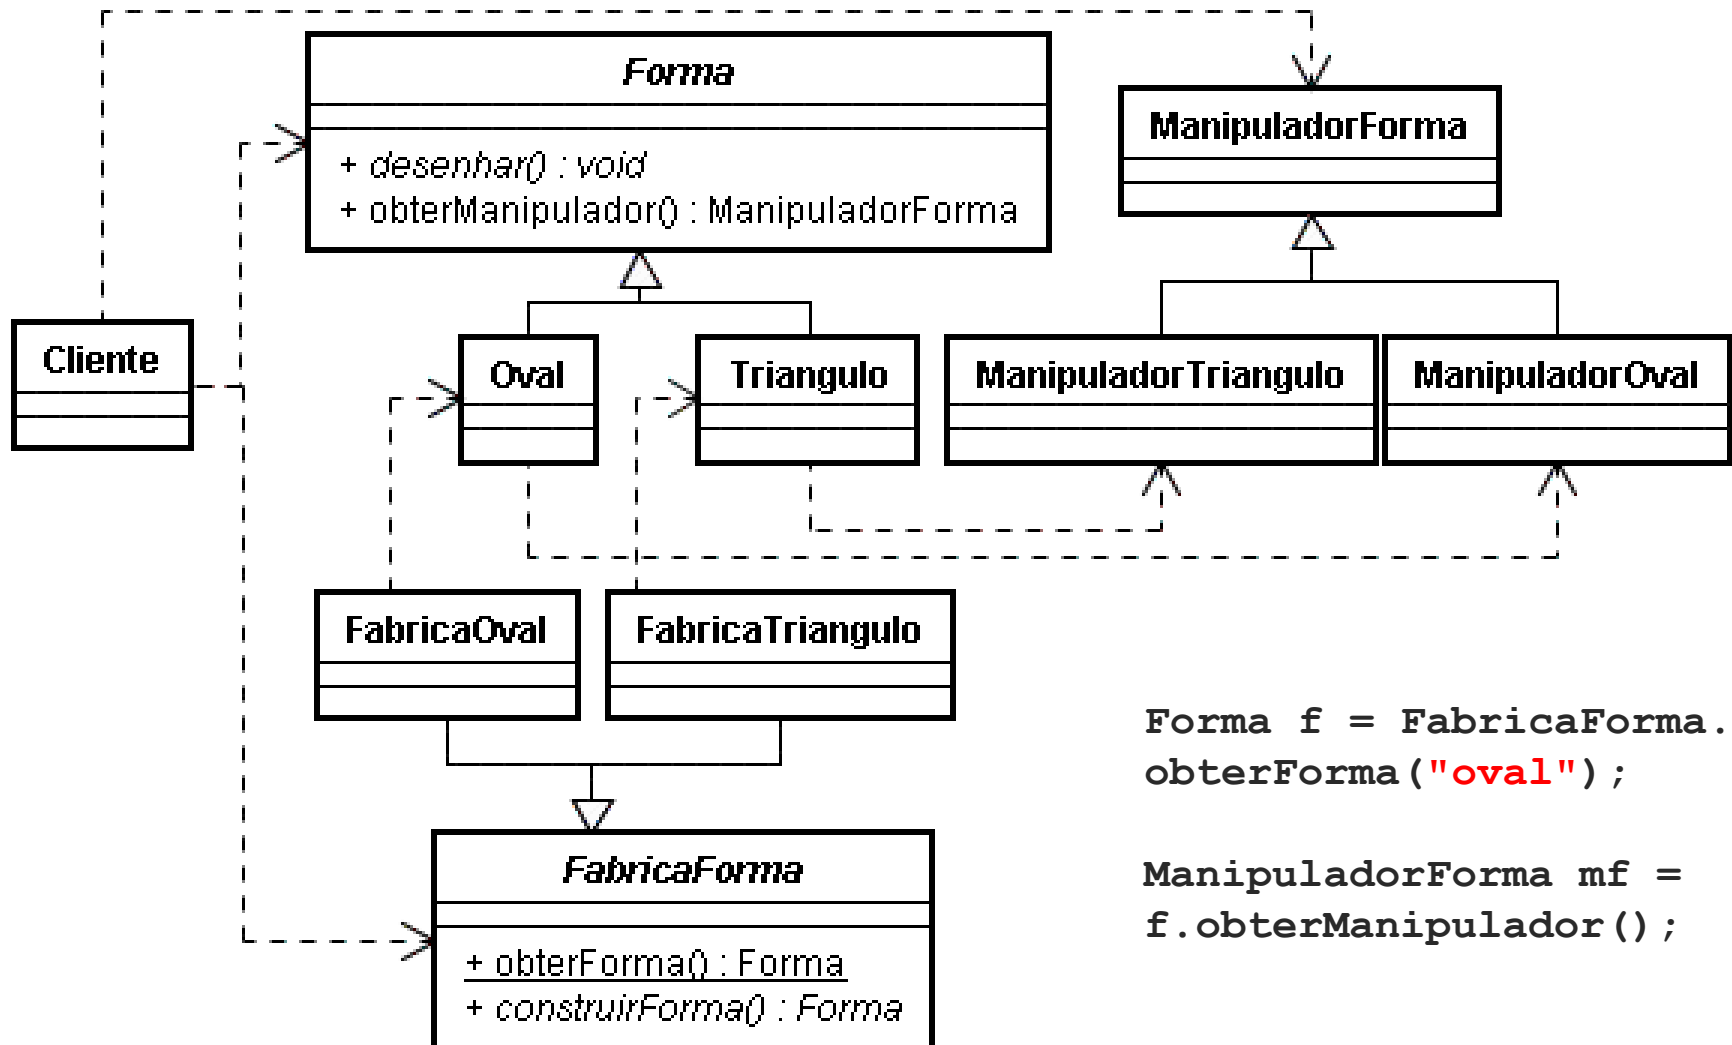 Forma
+ desenhar() : void
+ obterManipulador() : ManipuladorForma
ManipuladorForma
Cliente
Oval
Triangulo
ManipuladorTriangulo
ManipuladorOval
FabricaOval
FabricaTriangulo
FabricaForma
+ obterForma() : Forma
+ construirForma() : Forma
Forma f = FabricaForma.
obterForma("oval");
ManipuladorForma mf =
f.obterManipulador();